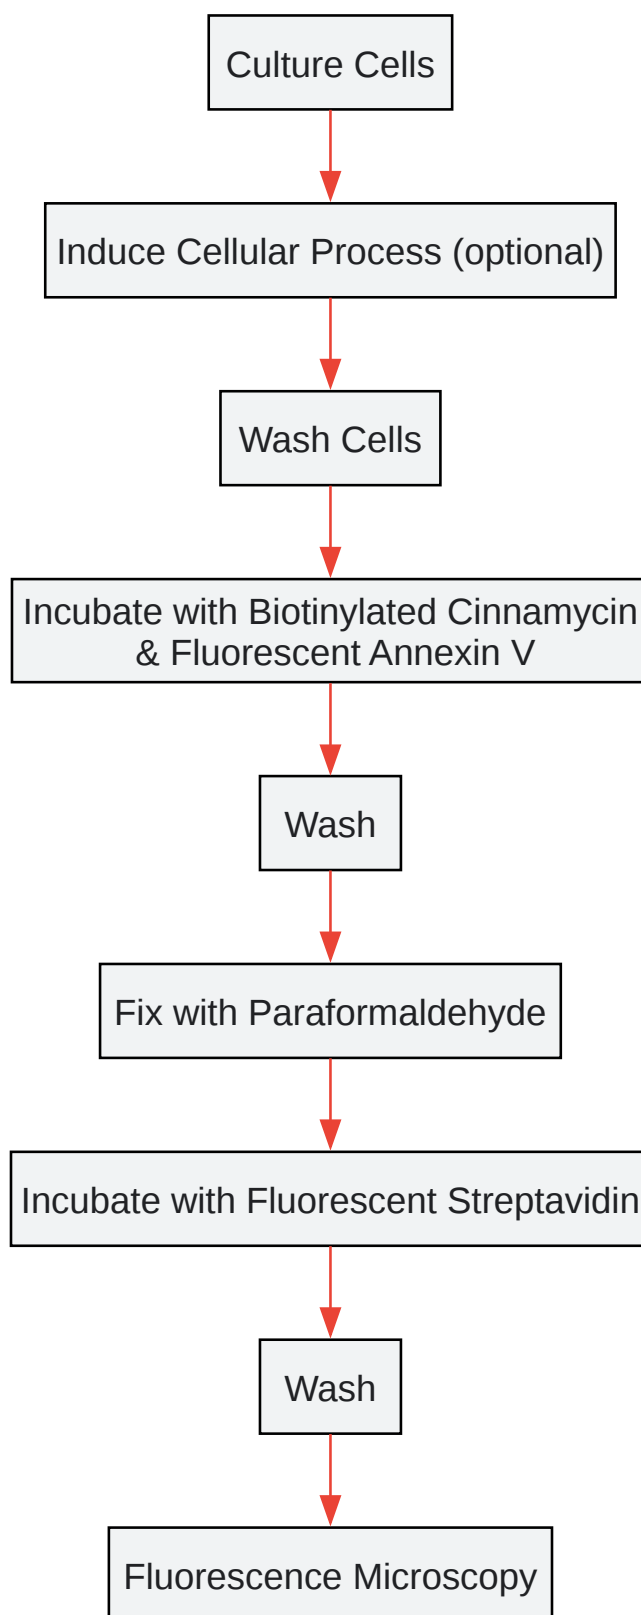 Culture Cells
Induce Cellular Process (optional)
Wash Cells
Incubate with Biotinylated Cinnamycin
& Fluorescent Annexin V
Wash
Fix with Paraformaldehyde
Incubate with Fluorescent Streptavidin
Wash
Fluorescence Microscopy